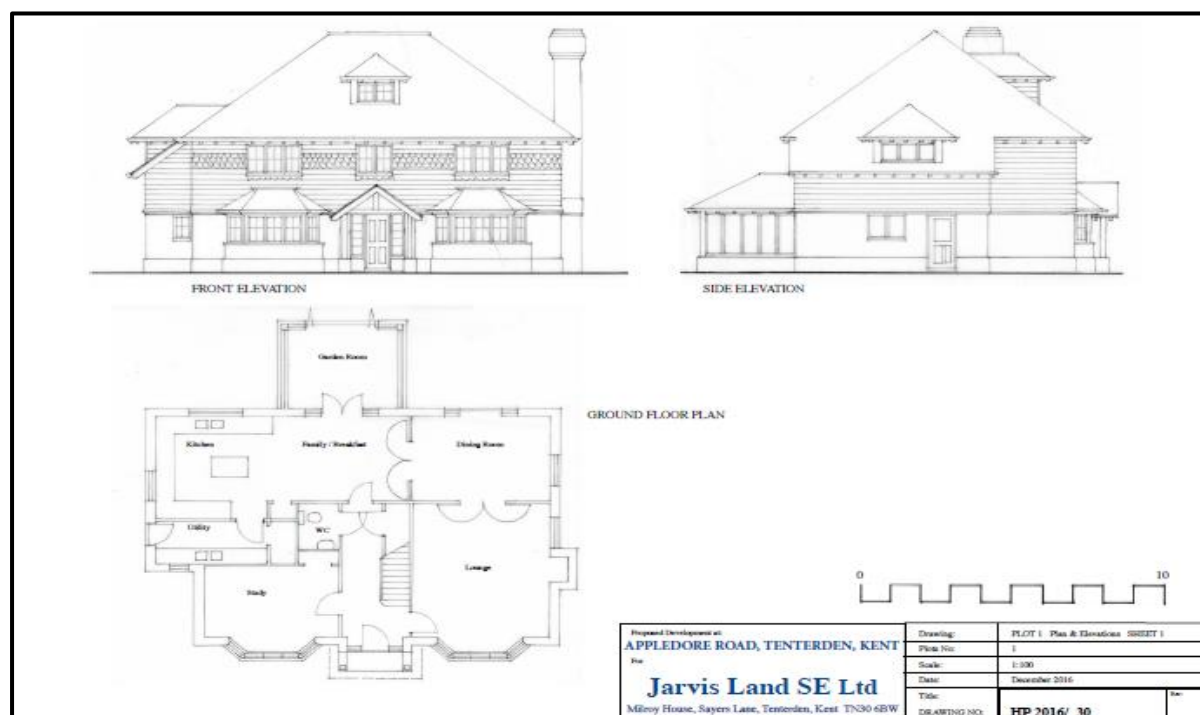 FRONT ELEVATION
SIDE ELEVATION
Garden Room
GROUND FLOOR PLAN
Kitchen
Family / Breakfast
Dining Room
Utility
WC
Study
Lounge
0 10
Proposed Development at:
APPLEDORE ROAD, TENTERDEN, KENT
For
Jarvis Land SE Ltd
Milroy House, Sayers Lane, Tenterden, Kent TN30 6BW
Drawing: PLOT 1 Plan & Elevations SHEET 1
Plots No: 1
Scale: 1:100
Date: December 2016
Title:
Rev:
DRAWING NO: HP 2016/ 30